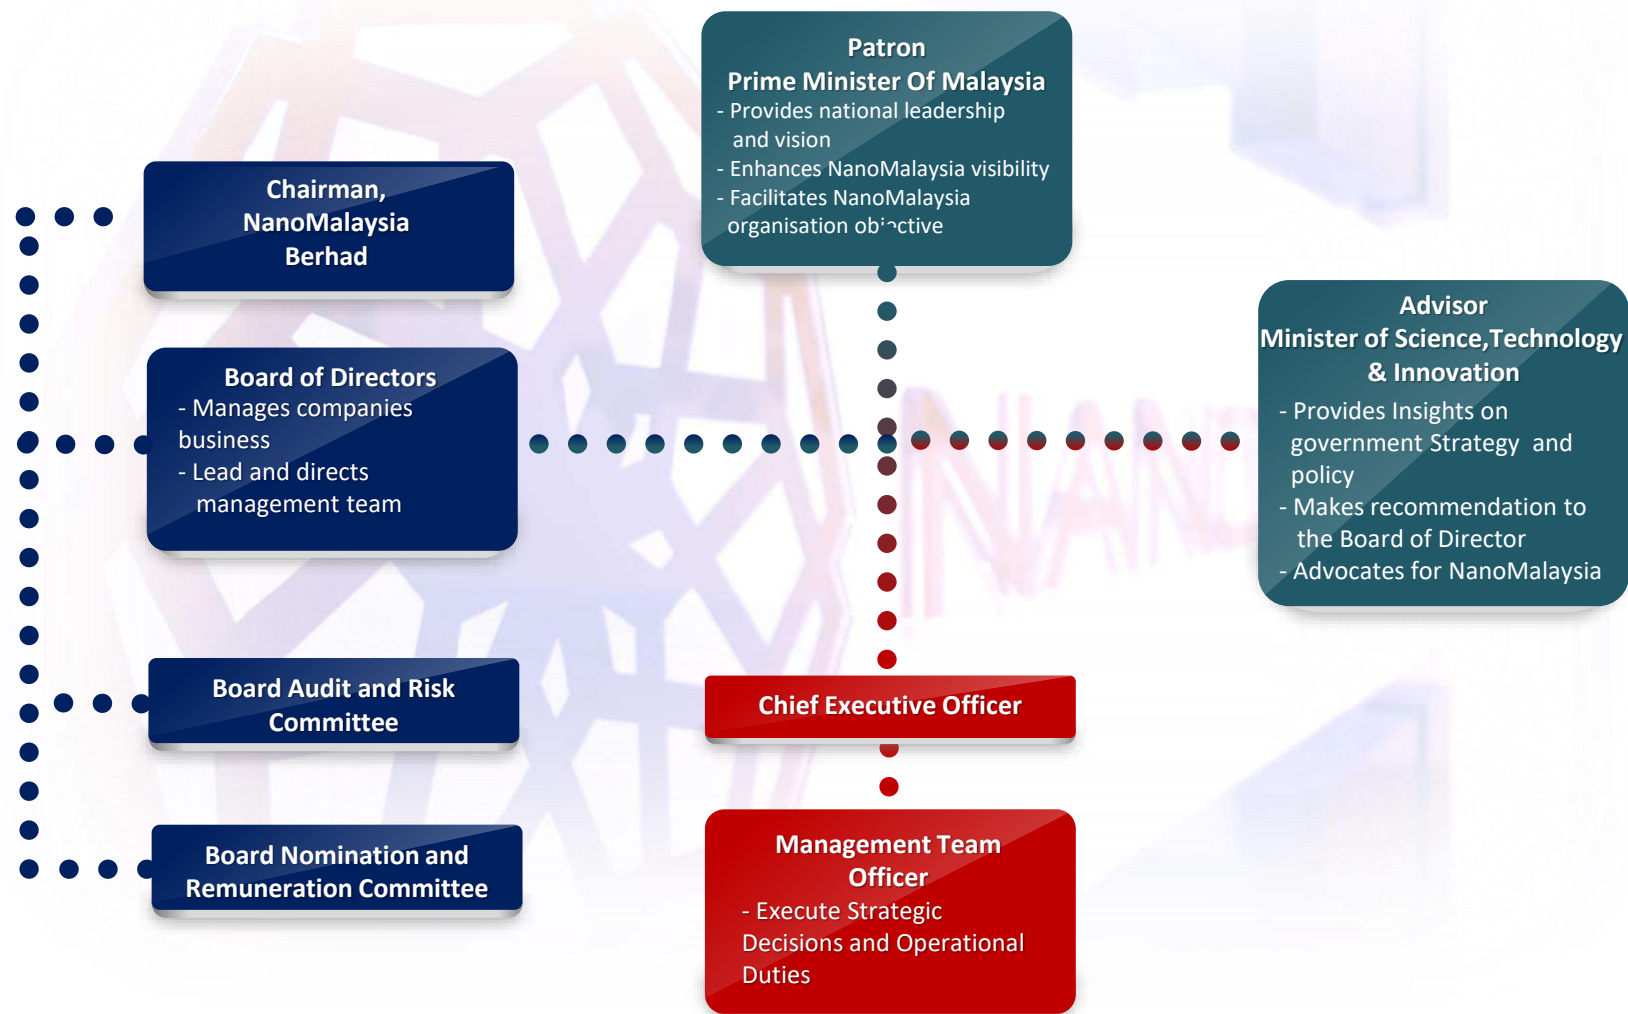 Patron
Prime Minister Of Malaysia
- Provides national leadership
and vision
- Enhances NanoMalaysia visibility
- Facilitates NanoMalaysia
organisation objective
Chairman,
NanoMalaysia
Berhad
Board of Directors
- Manages companies
business
- Lead and directs
management team
Advisor
Minister of Science,Technology
& Innovation
- Provides Insights on
government Strategy and
policy
- Makes recommendation to
the Board of Director
- Advocates for NanoMalaysia
NANO
Board Audit and Risk
Committee
Chief Executive Officer
Board Nomination and
Remuneration Committee
Management Team
Officer
- Execute Strategic
Decisions and Operational
Duties